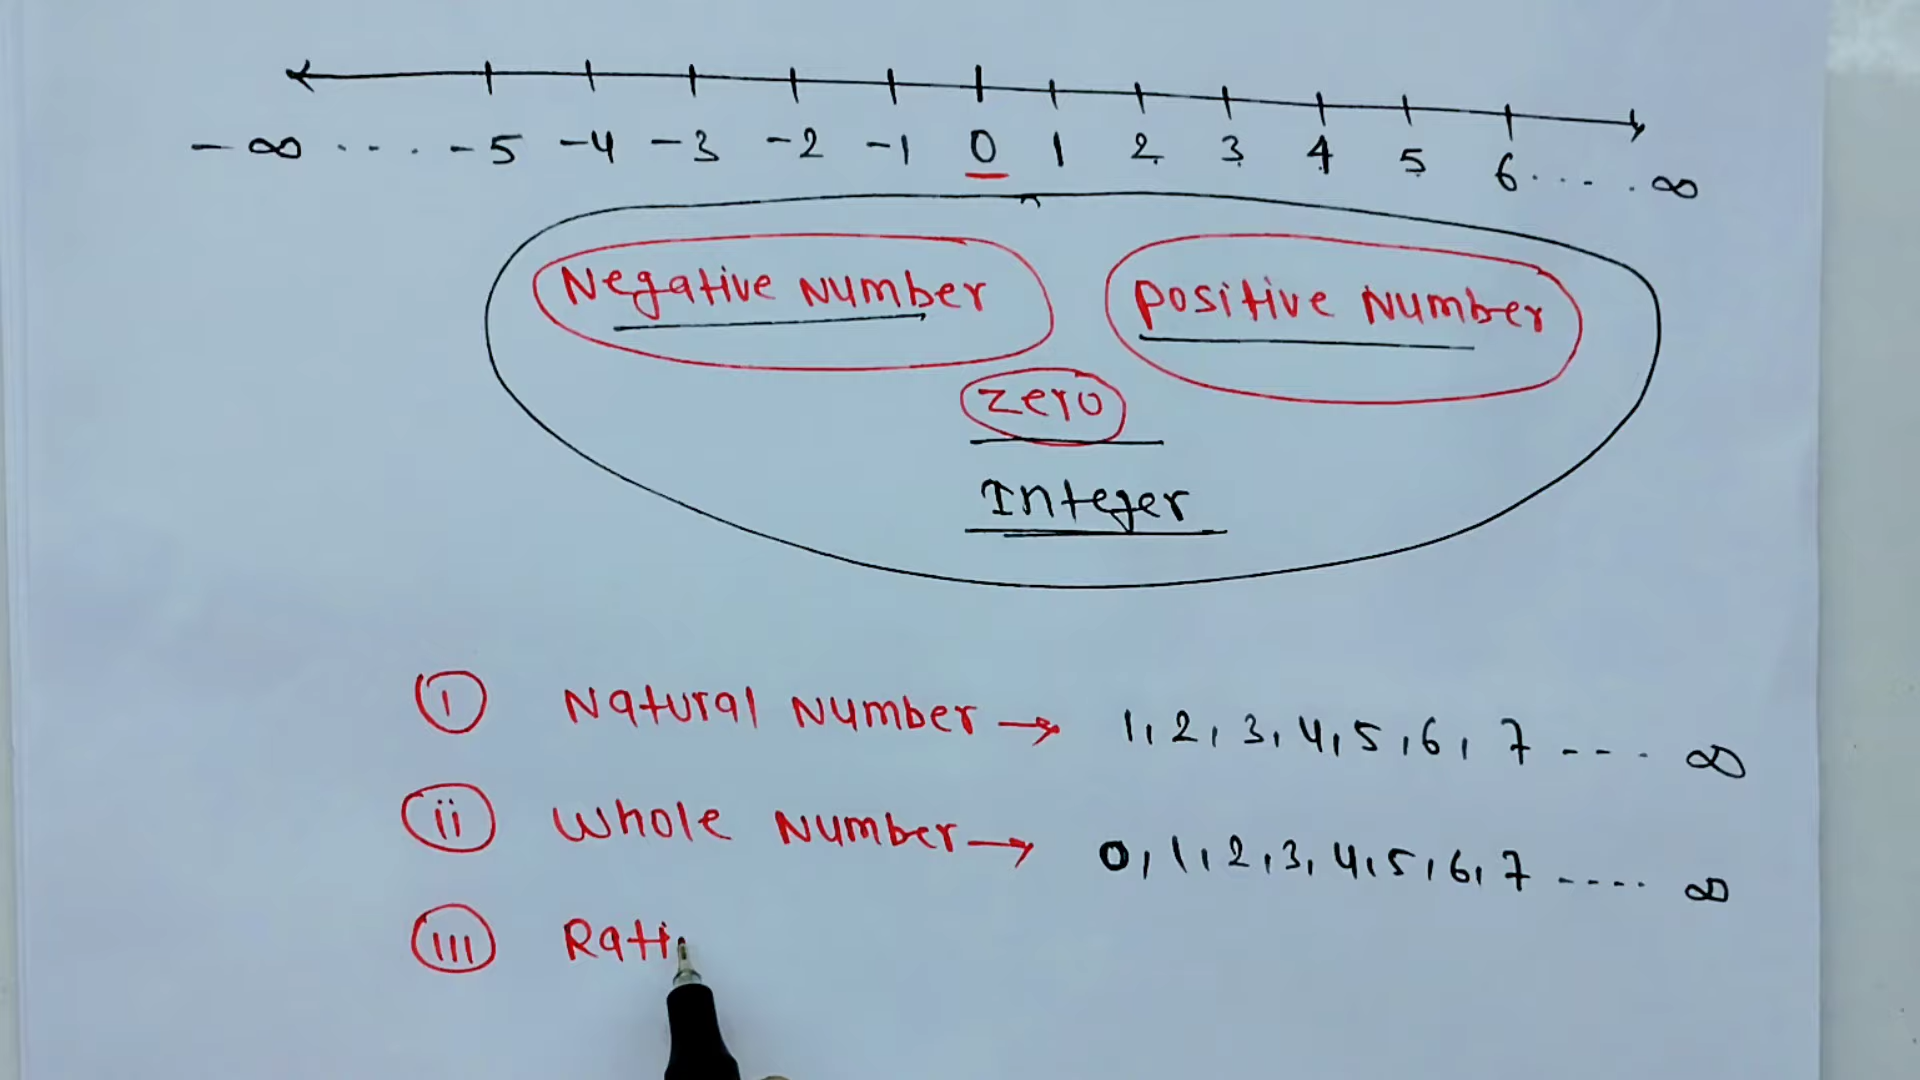 - ∞ .... -5 -4 -3 -2 -1 0 1 2 3 4 5 6..... ∞
Negative Number positive Number
zero
Integer
i Natural Number → 1, 2, 3, 4, 5, 6, 7 --- ∞
ii Whole Number → 0, 1, 2, 3, 4, 5, 6, 7 ---- ∞
iii Rati